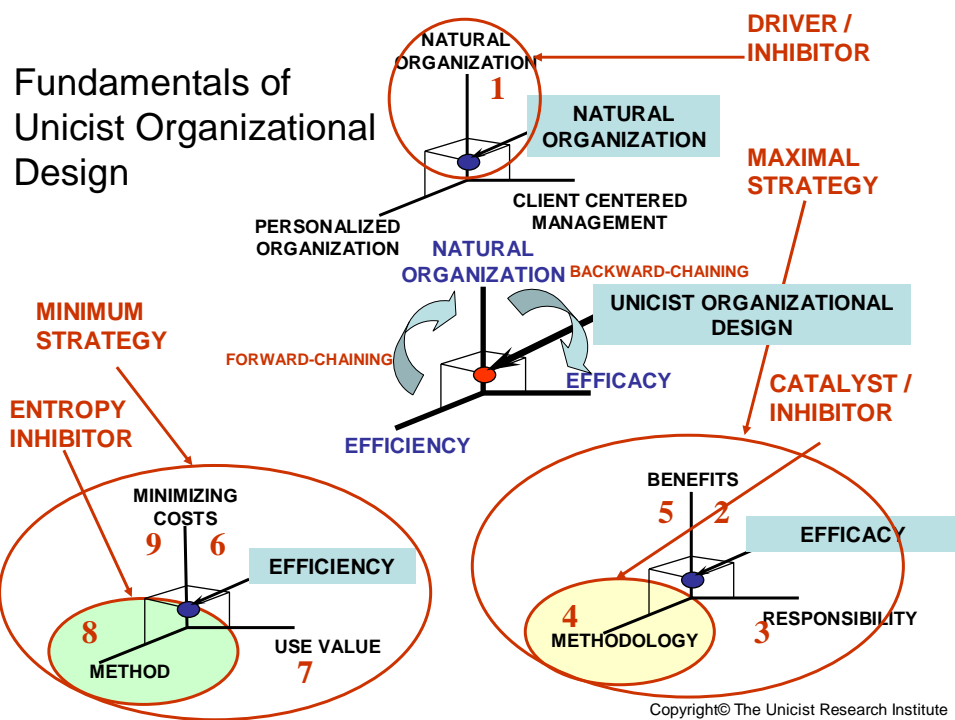 Fundamentals of
Unicist Organizational
Design
NATURAL
ORGANIZATION
1
DRIVER /
INHIBITOR
NATURAL
ORGANIZATION
PERSONALIZED
ORGANIZATION
CLIENT CENTERED
MANAGEMENT
MAXIMAL
STRATEGY
NATURAL
ORGANIZATION
BACKWARD-CHAINING
UNICIST ORGANIZATIONAL
DESIGN
FORWARD-CHAINING
EFFICACY
EFFICIENCY
MINIMUM
STRATEGY
ENTROPY
INHIBITOR
CATALYST /
INHIBITOR
MINIMIZING
COSTS
9 6
EFFICIENCY
8
METHOD
USE VALUE
7
BENEFITS
5 2
EFFICACY
4
METHODOLOGY
RESPONSIBILITY
3
Copyright© The Unicist Research Institute